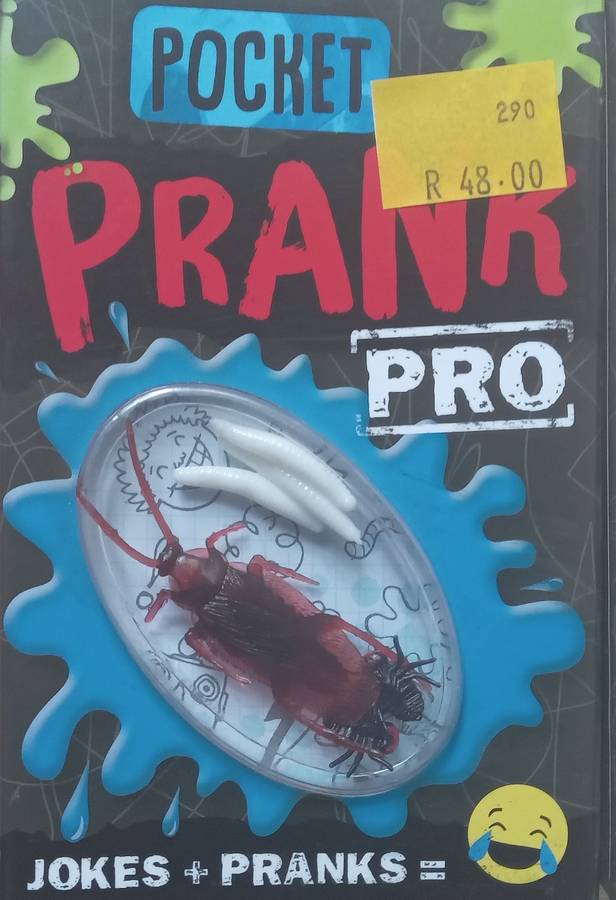 POCKET
290
R 48.00
PRANK
PRO
JOKES + PRANKS =